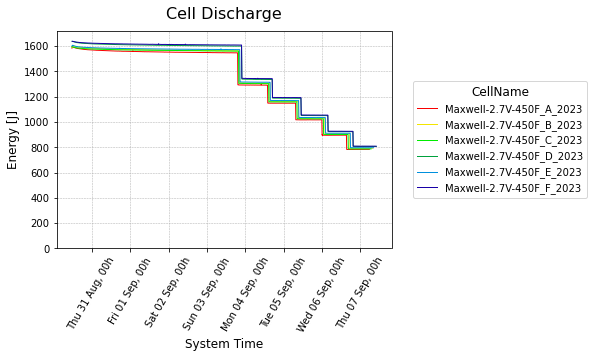 Cell Discharge
Energy [J]
1600
1400
1200
1000
800
600
400
200
0
Thu 31 Aug, 00h
Fri 01 Sep, 00h
Sat 02 Sep, 00h
Sun 03 Sep, 00h
Mon 04 Sep, 00h
Tue 05 Sep, 00h
Wed 06 Sep, 00h
Thu 07 Sep, 00h
System Time
CellName
Maxwell-2.7V-450F_A_2023
Maxwell-2.7V-450F_B_2023
Maxwell-2.7V-450F_C_2023
Maxwell-2.7V-450F_D_2023
Maxwell-2.7V-450F_E_2023
Maxwell-2.7V-450F_F_2023